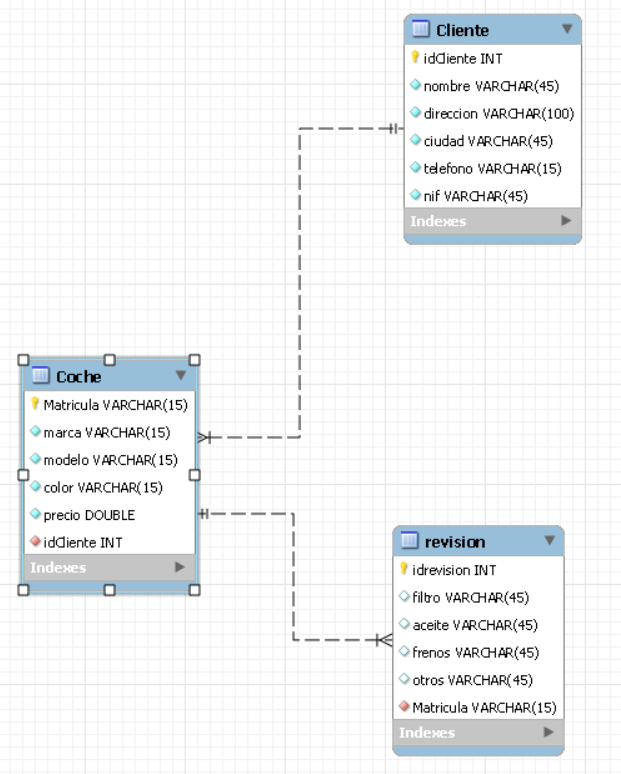 Cliente
idCliente INT
nombre VARCHAR(45)
direccion VARCHAR(100)
ciudad VARCHAR(45)
telefono VARCHAR(15)
nif VARCHAR(45)
Indexes
Coche
Matricula VARCHAR(15)
marca VARCHAR(15)
modelo VARCHAR(15)
color VARCHAR(15)
precio DOUBLE
idCliente INT
Indexes
revision
idrevision INT
filtro VARCHAR(45)
aceite VARCHAR(45)
frenos VARCHAR(45)
otros VARCHAR(45)
Matricula VARCHAR(15)
Indexes